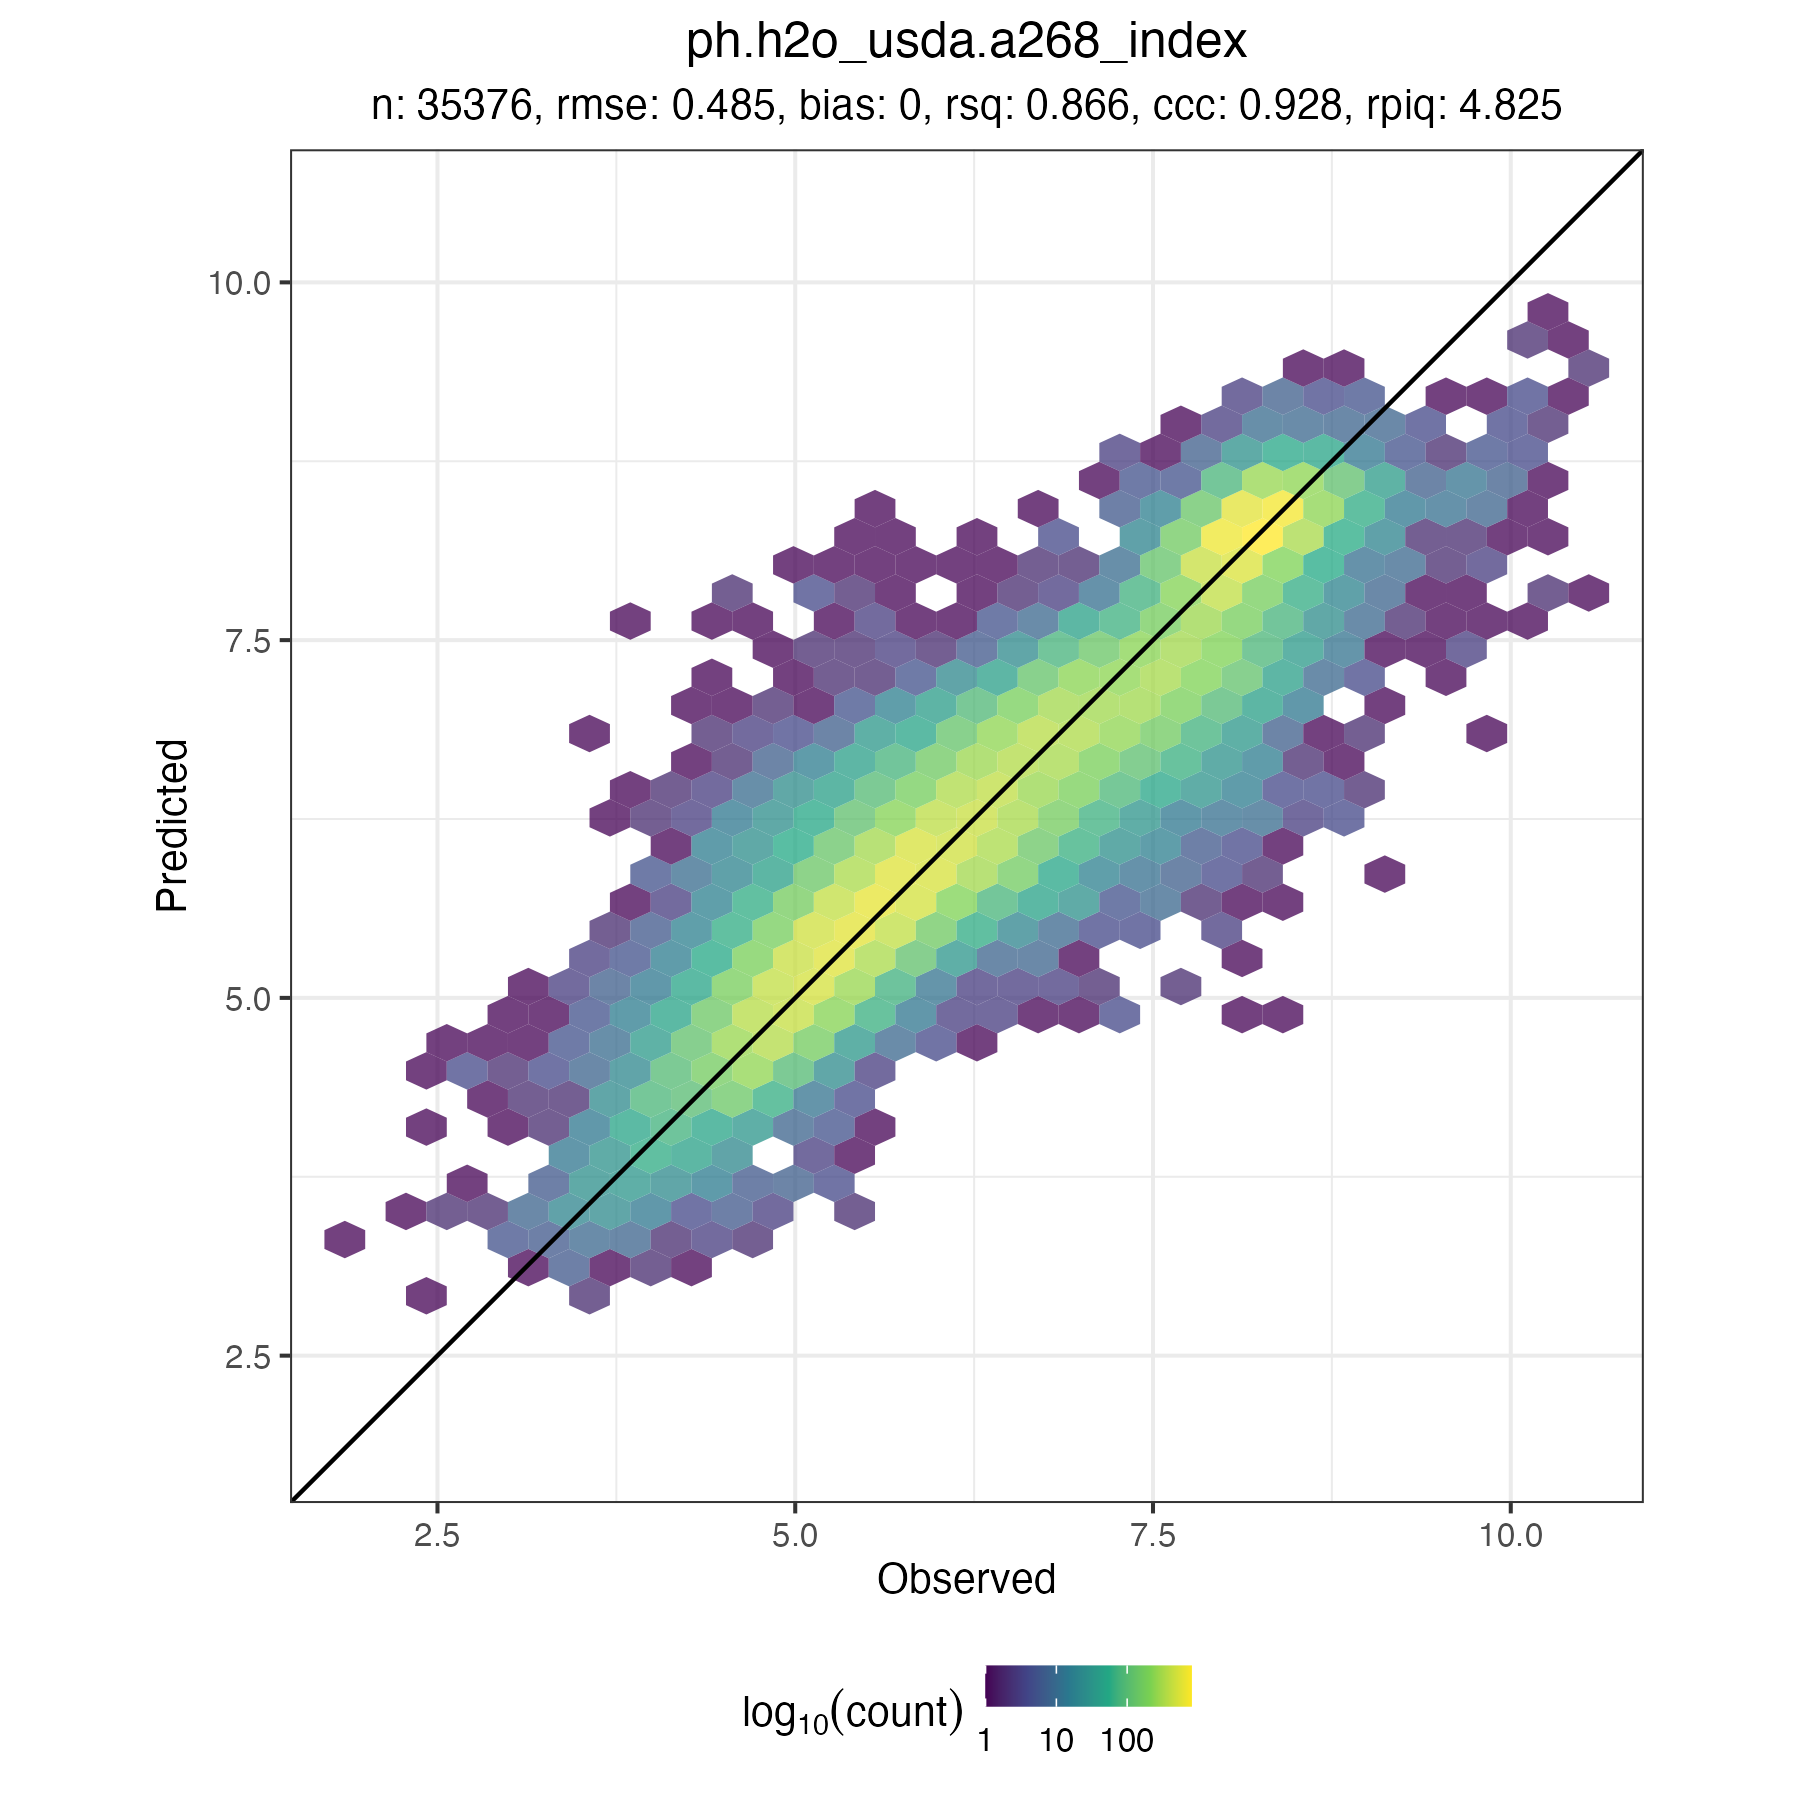 ph.h2o_usda.a268_index
n: 35376, rmse: 0.485, bias: 0, rsq: 0.866, ccc: 0.928, rpiq: 4.825
10.0
7.5
5.0
2.5
Predicted
2.5 5.0 7.5 10.0
Observed
log10(count)
1 10 100